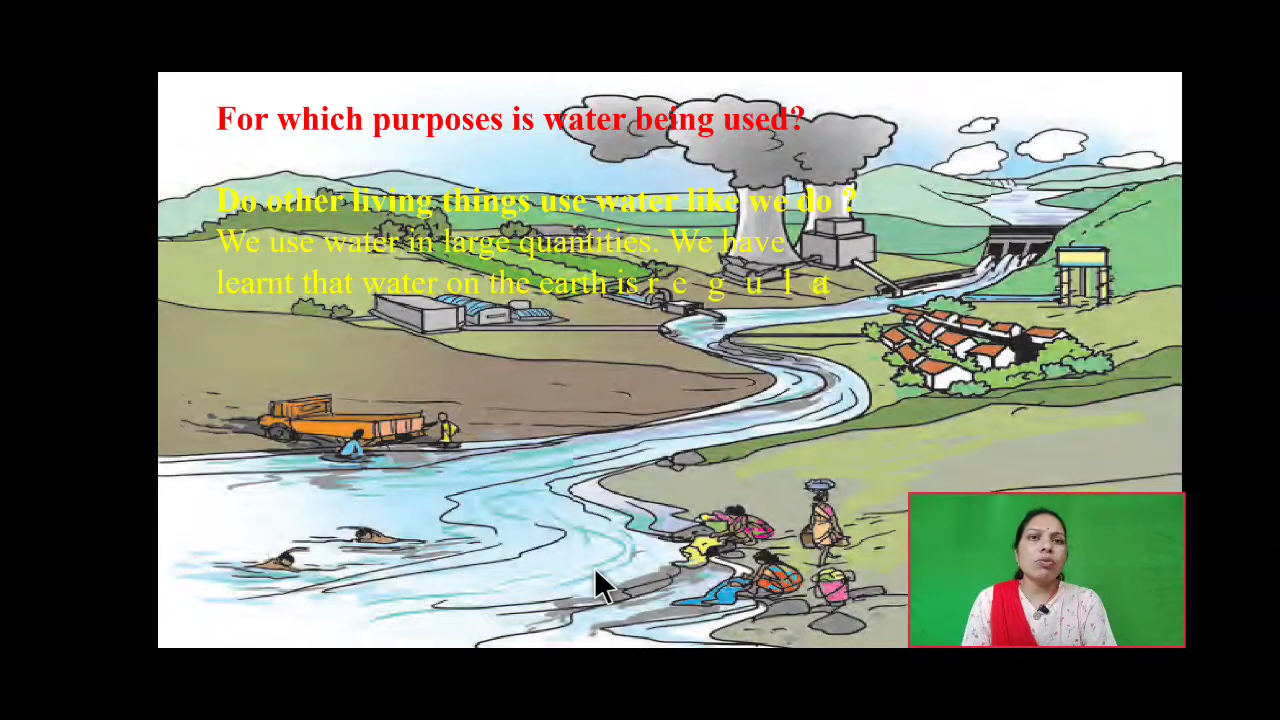 For which purposes is water being used?
Do other living things use water like we do ?
We use water in large quantities. We have
learnt that water on the earth is r e g u l